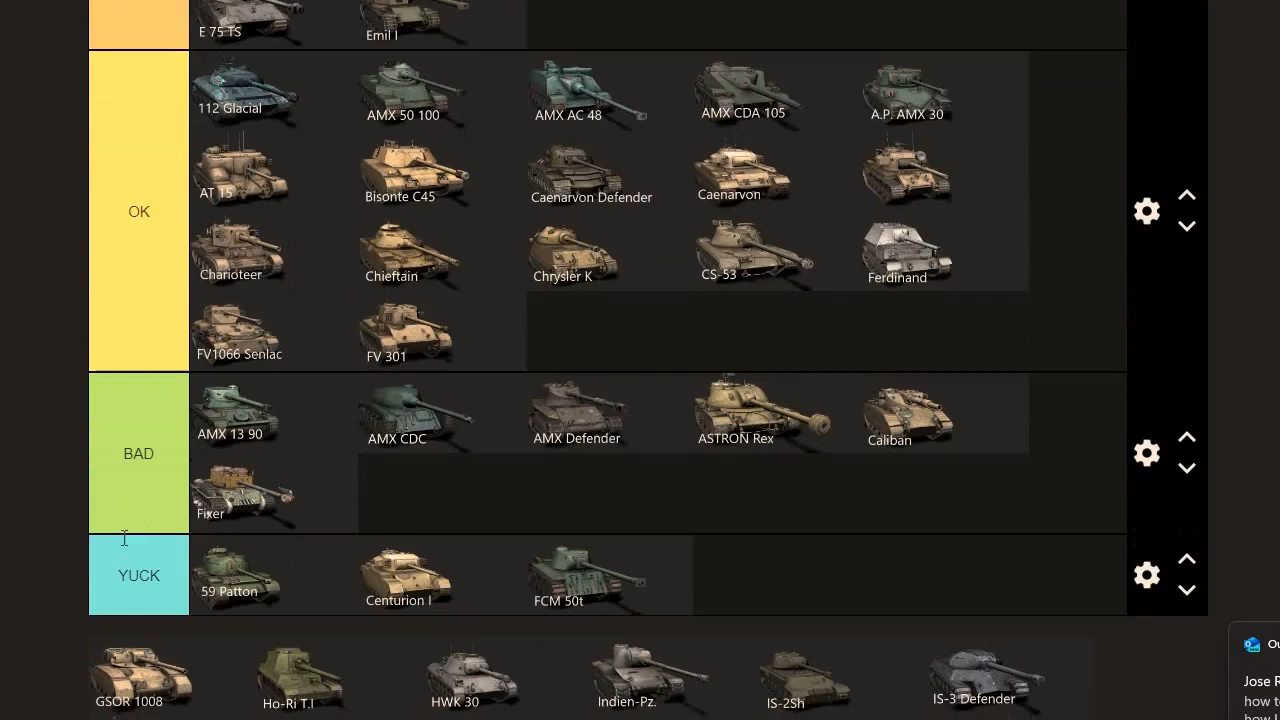 E 75 TS
Emil I
OK
112 Glacial
AMX 50 100
AMX AC 48
AMX CDA 105
A.P. AMX 30
AT 15
Bisonte C45
Caenarvon Defender
Caenarvon
Charioteer
Chieftain
Chrysler K
CS-53
Ferdinand
FV1066 Senlac
FV 301
BAD
AMX 13 90
AMX CDC
AMX Defender
ASTRON Rex
Caliban
Fixer
YUCK
59 Patton
Centurion I
FCM 50t
GSOR 1008
Ho-Ri T.I
HWK 30
Indien-Pz.
IS-2Sh
IS-3 Defender
Ou
Jose R
how to